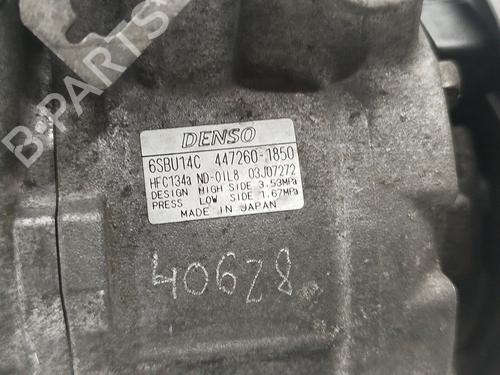 B-PARTS
DENSO
6SBU14C 447260-1850
HFC134a ND-OIL8 03J07272
DESIGN HIGH SIDE 3.53MPa
PRESS LOW SIDE 1.67MPa
MADE IN JAPAN
40628